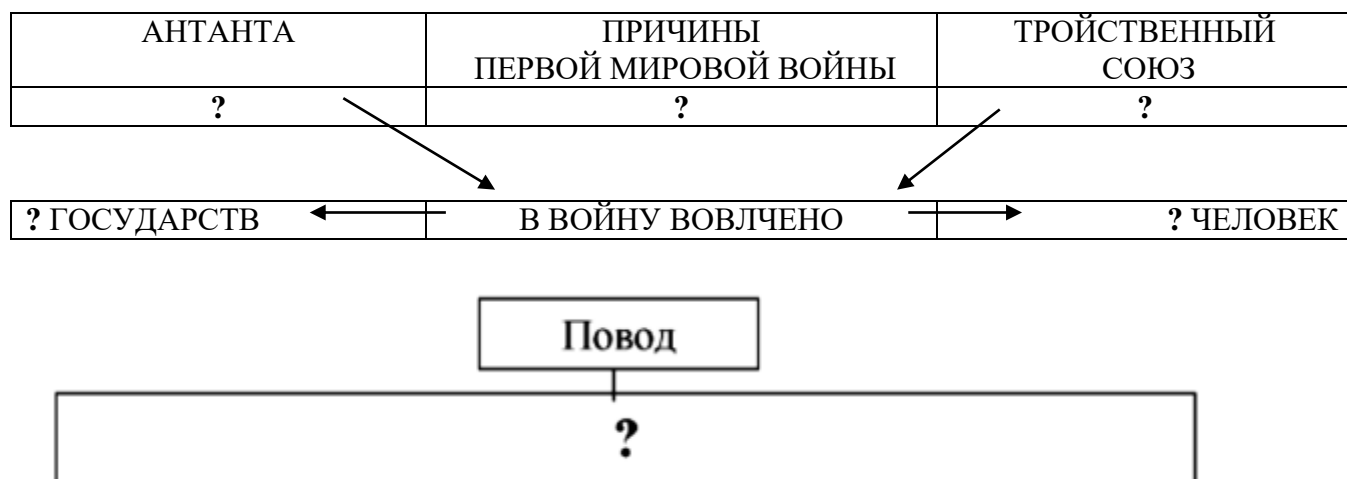 АНТАНТА
ПРИЧИНЫ
ПЕРВОЙ МИРОВОЙ ВОЙНЫ
ТРОЙСТВЕННЫЙ
СОЮЗ
?
?
?
? ГОСУДАРСТВ
В ВОЙНУ ВОВЛЧЕНО
? ЧЕЛОВЕК
Повод
?